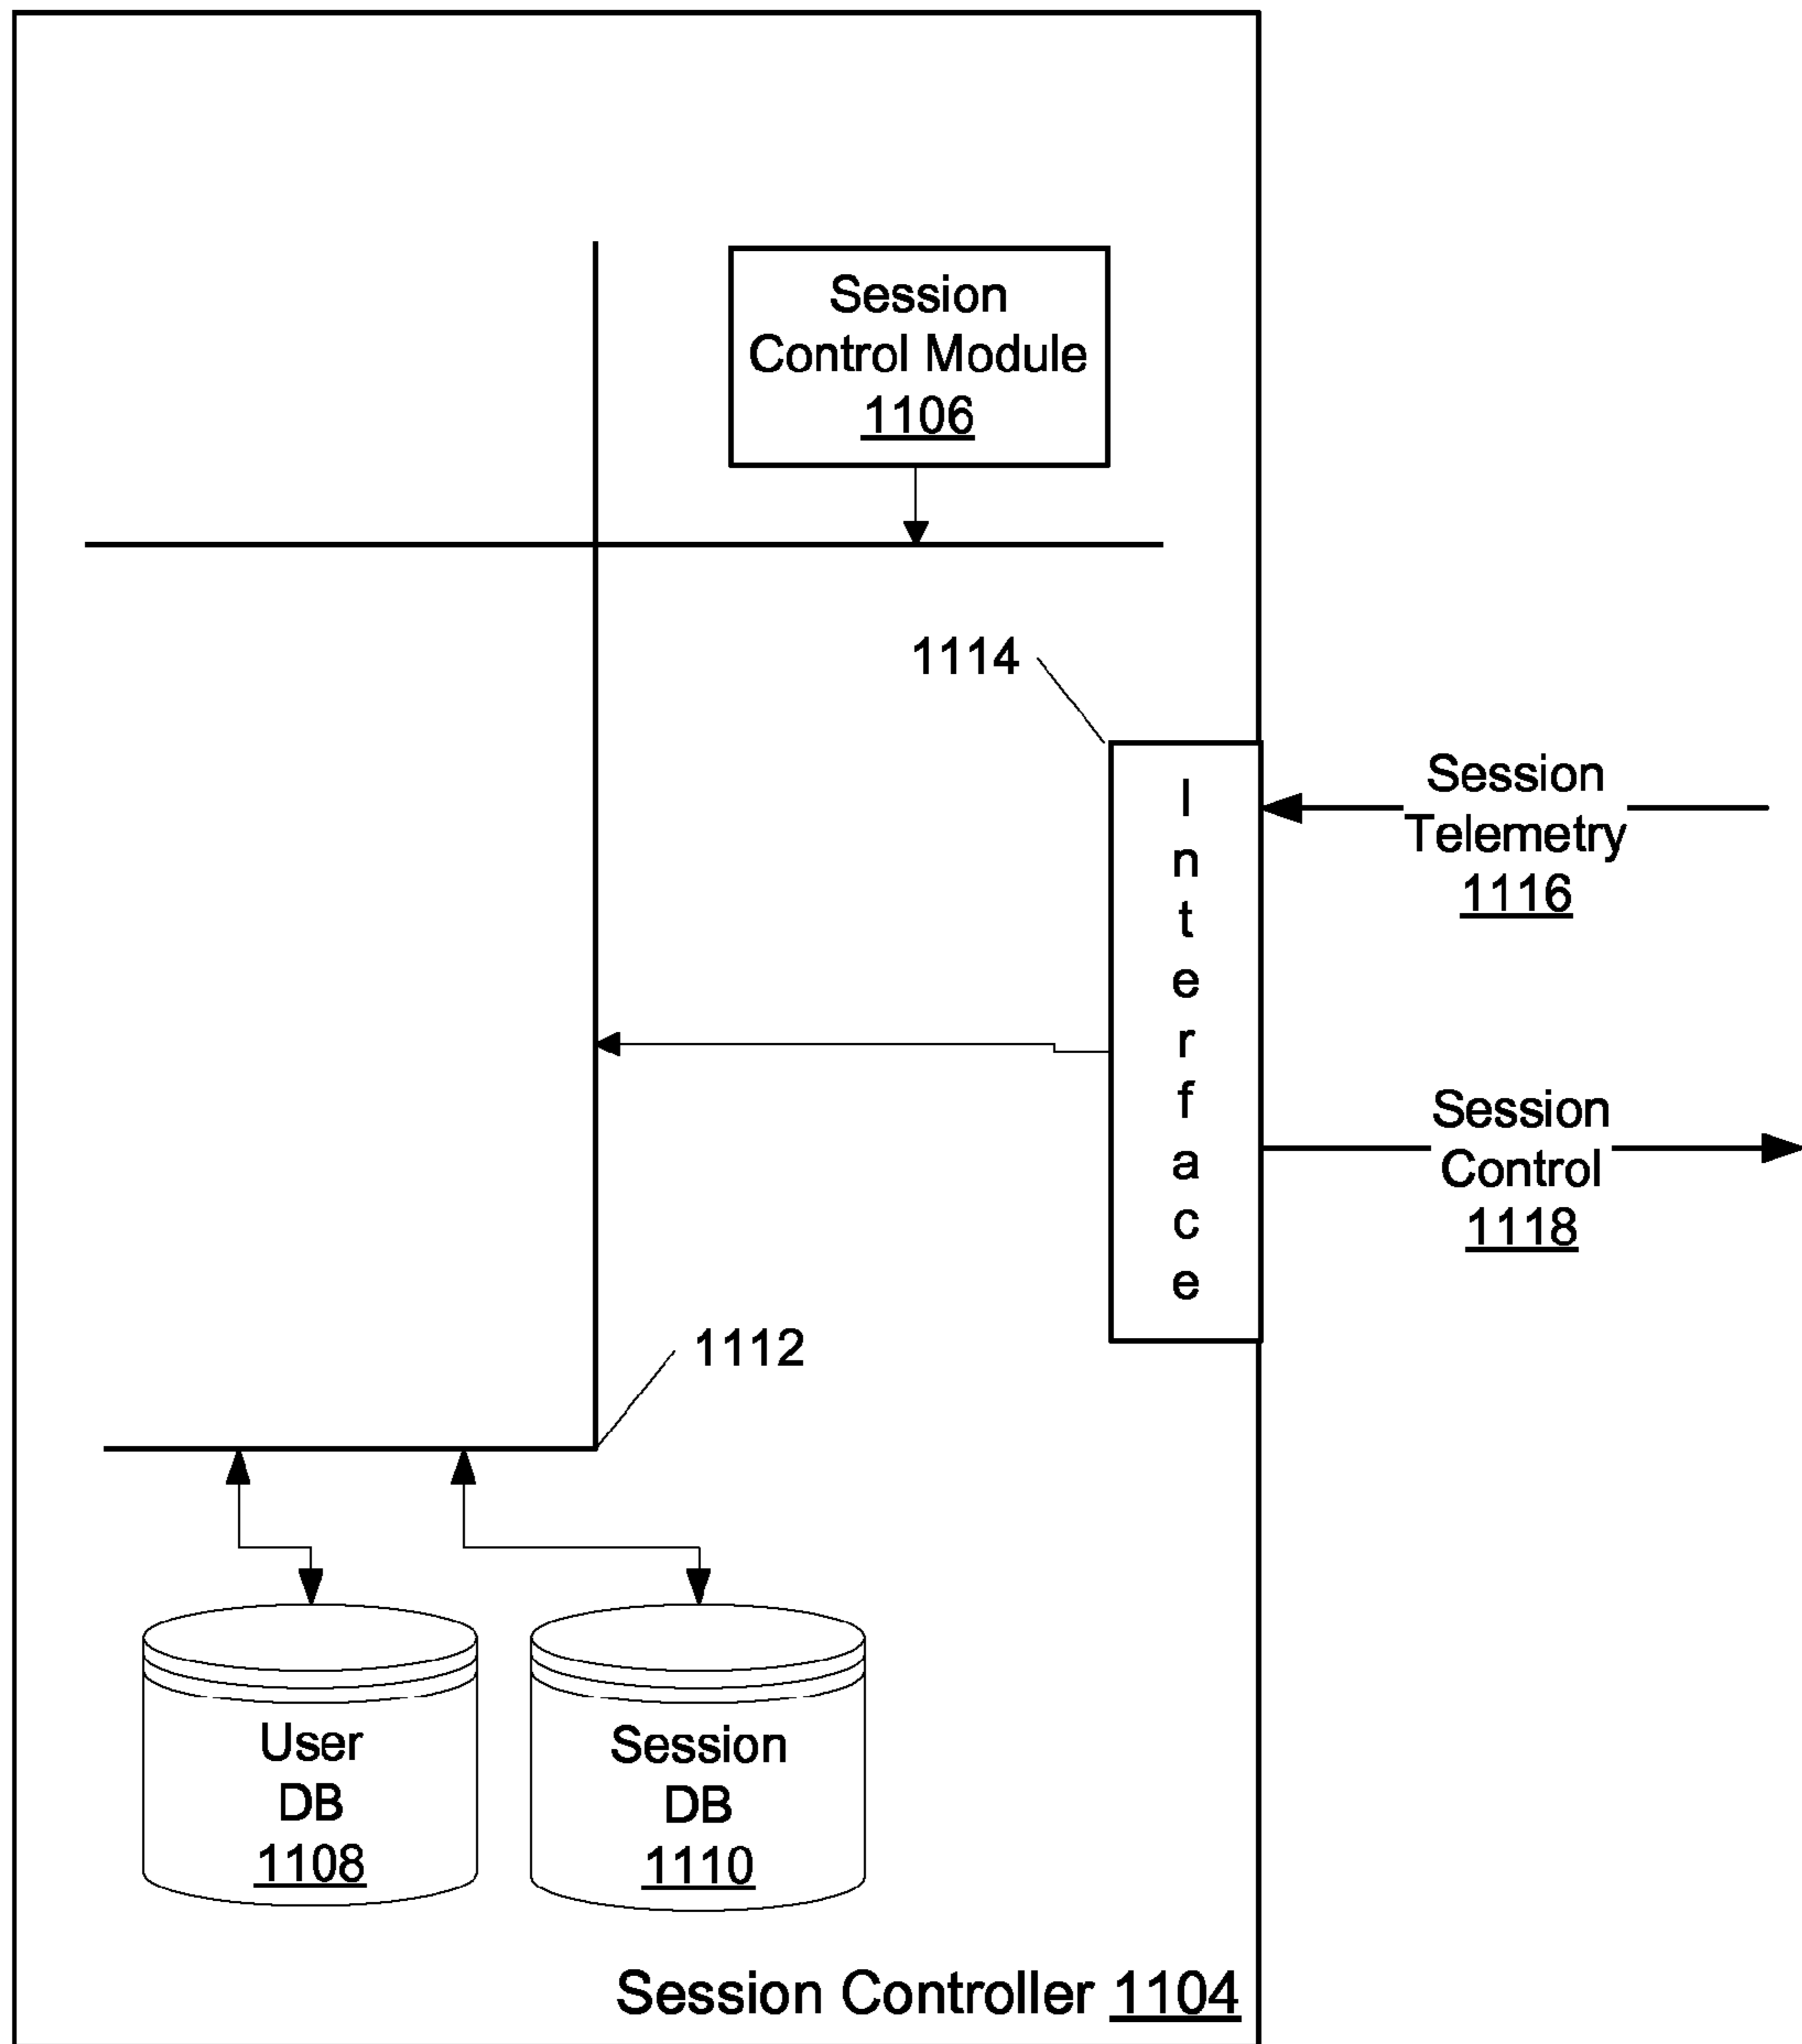 Session
Control Module
1106
1114
Interface
Session
Telemetry
1116
Session
Control
1118
1112
User
DB
1108
Session
DB
1110
Session Controller 1104